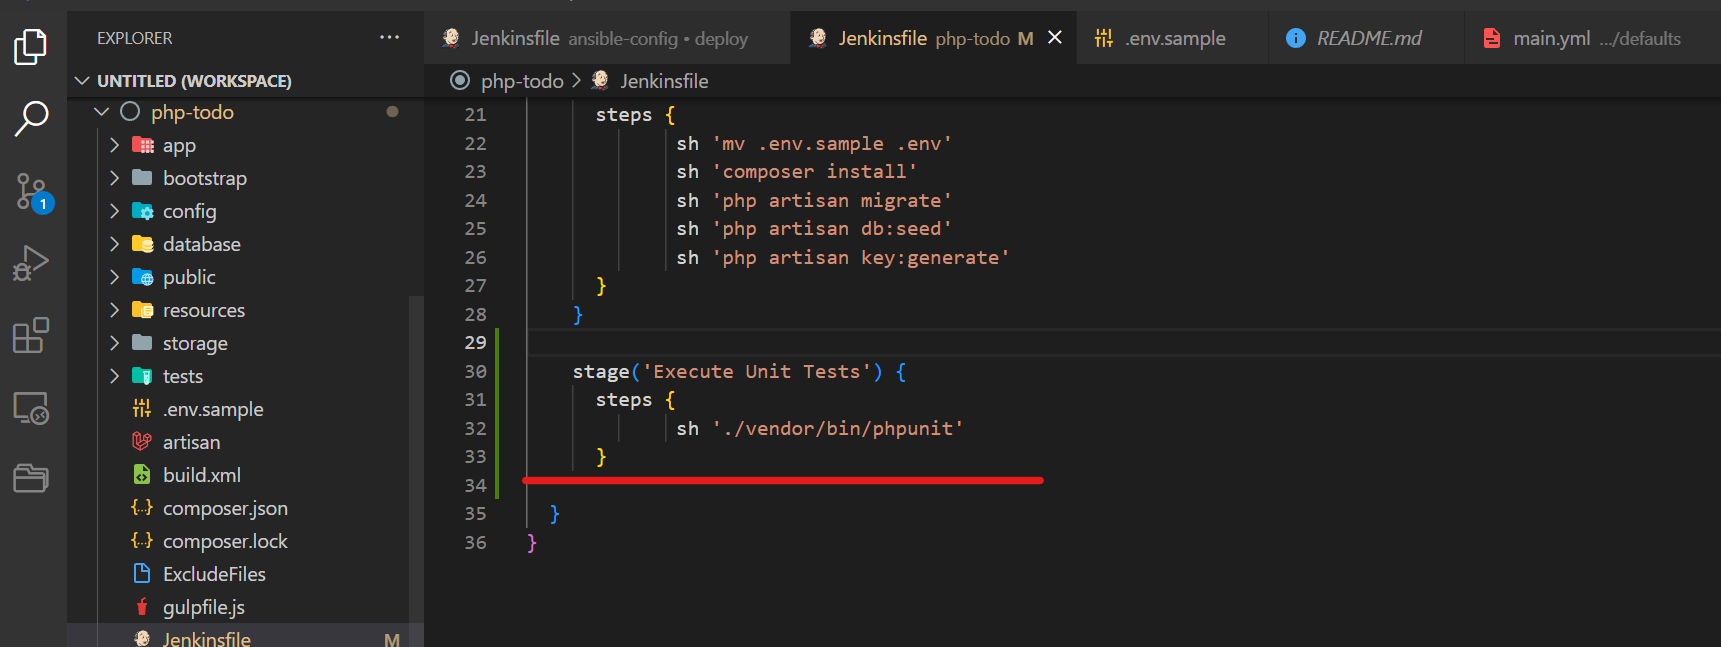 EXPLORER ···
UNTITLED (WORKSPACE)
php-todo
app
bootstrap
config
database
public
resources
storage
tests
.env.sample
artisan
build.xml
composer.json
composer.lock
ExcludeFiles
gulpfile.js
Jenkinsfile M
1
Jenkinsfile ansible-config • deploy
Jenkinsfile php-todo M
.env.sample
README.md
main.yml .../defaults
php-todo > Jenkinsfile
21 steps {
22 sh 'mv .env.sample .env'
23 sh 'composer install'
24 sh 'php artisan migrate'
25 sh 'php artisan db:seed'
26 sh 'php artisan key:generate'
27 }
28 }
29
30 stage('Execute Unit Tests') {
31 steps {
32 sh './vendor/bin/phpunit'
33 }
34
35 }
36 }